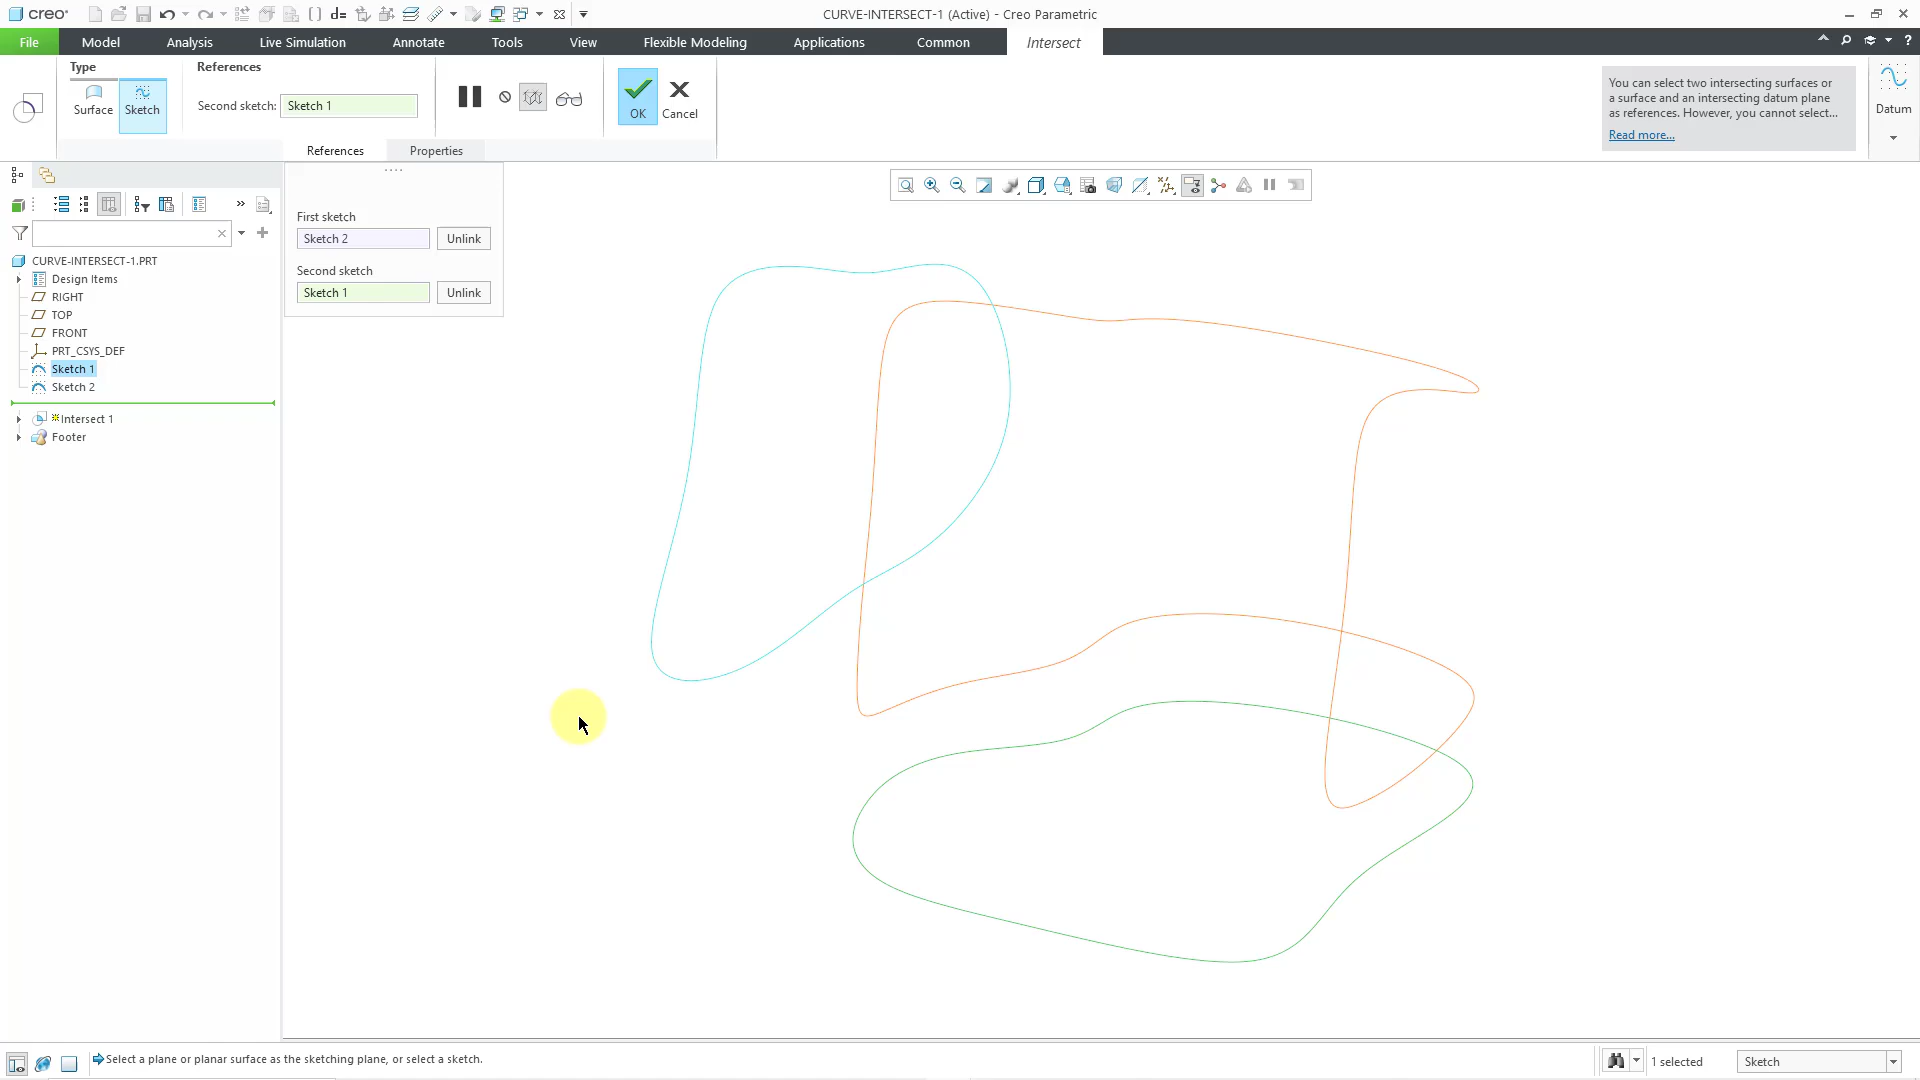 creo
CURVE-INTERSECT-1 (Active) - Creo Parametric
File
Model
Analysis
Live Simulation
Annotate
Tools
View
Flexible Modeling
Applications
Common
Intersect
Type
References
Surface
Sketch
Second sketch: Sketch 1
OK
Cancel
You can select two intersecting surfaces or
a surface and an intersecting datum plane
as references. However, you cannot select...
Read more...
Datum
References
Properties
First sketch
Sketch 2
Unlink
Second sketch
Sketch 1
Unlink
CURVE-INTERSECT-1.PRT
Design Items
RIGHT
TOP
FRONT
PRT_CSYS_DEF
Sketch 1
Sketch 2
Intersect 1
Footer
Select a plane or planar surface as the sketching plane, or select a sketch.
1 selected
Sketch